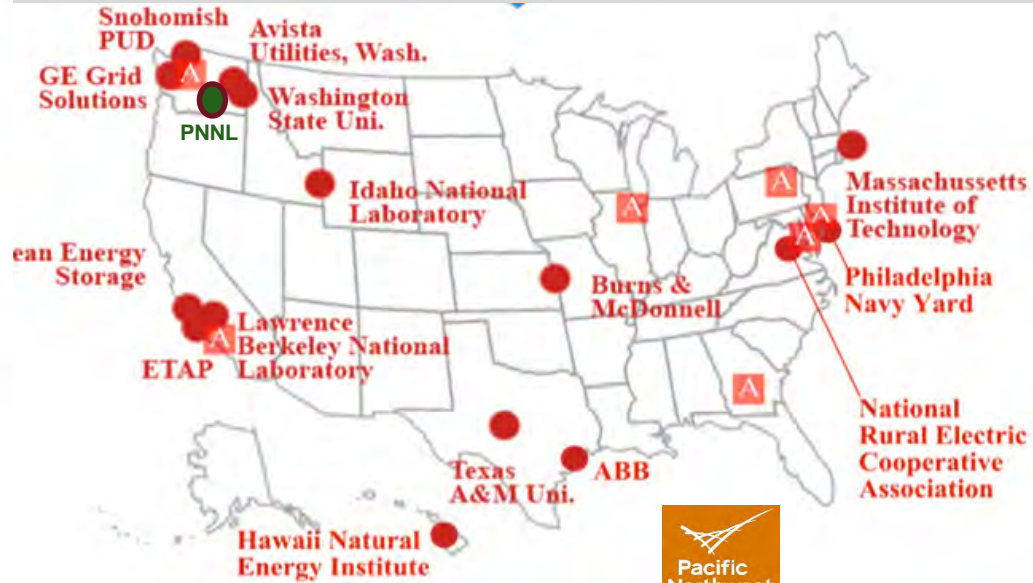 Snohomish
PUD
Avista
Utilities, Wash.
GE Grid
Solutions
A
Washington
State Uni.
PNNL
Idaho National
Laboratory
A
A
Massachussetts
Institute of
Technology
A
A
ean Energy
Storage
Burns &
McDonnell
Philadelphia
Navy Yard
A
Lawrence
Berkeley National
Laboratory
ETAP
A
National
Rural Electric
Cooperative
Association
Texas
A&M Uni.
ABB
Hawaii Natural
Energy Institute
Pacific
Northwest